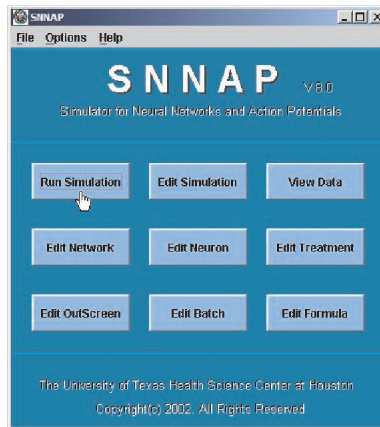 SNNAP
File Options Help
SNNAP V 8.0
Simulator for Neural Networks and Action Potentials
Run Simulation Edit Simulation View Data
Edit Network Edit Neuron Edit Treatment
Edit OutScreen Edit Batch Edit Formula
The University of Texas Health Science Center at Houston
Copyright(c) 2002. All Rights Reserved